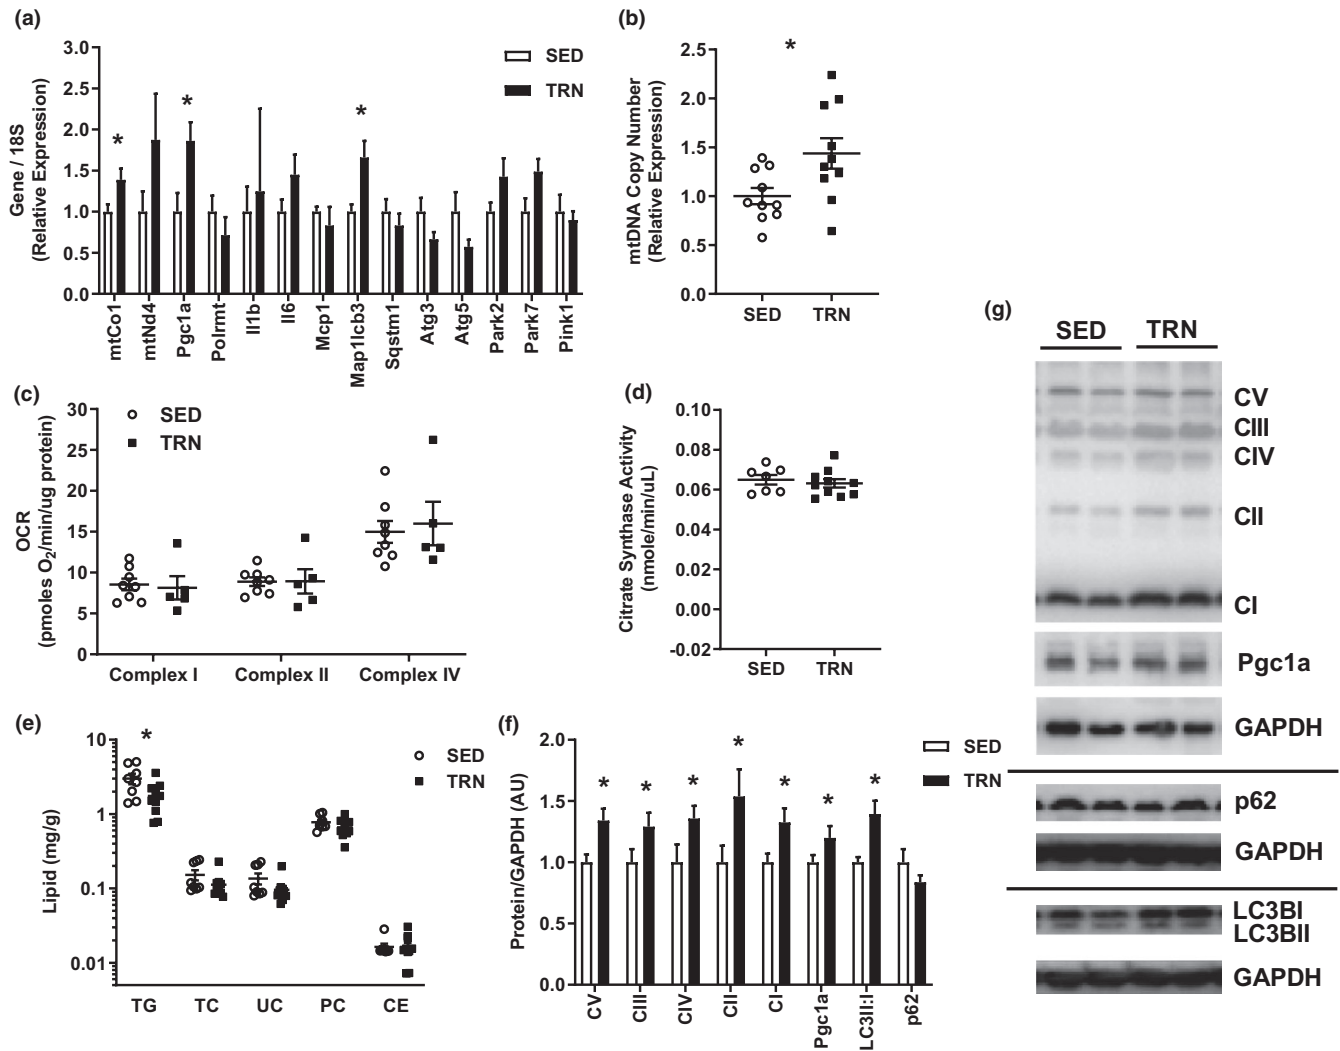 (a)
3.0
2.5
2.0
1.5
1.0
0.5
0.0
Gene / 18S
(Relative Expression)
SED
TRN
*
*
*
mtCo1
mtNd4
Pgc1a
Polrmt
Il1b
Il6
Mcp1
Map1lcb3
Sqstm1
Atg3
Atg5
Park2
Park7
Pink1
(b)
2.5
2.0
1.5
1.0
0.5
0.0
mtDNA Copy Number
(Relative Expression)
*
SED
TRN
(c)
30
25
20
15
10
5
0
OCR
(pmoles O2/min/ug protein)
SED
TRN
Complex I
Complex II
Complex IV
(d)
0.10
0.08
0.06
0.04
0.02
0.00
-0.02
Citrate Synthase Activity
(nmole/min/uL)
SED
TRN
(e)
10
1
0.1
0.01
Lipid (mg/g)
*
SED
TRN
TG
TC
UC
PC
CE
(f)
2.0
1.5
1.0
0.5
0.0
Protein/GAPDH (AU)
SED
TRN
*
*
*
*
*
*
*
CV
CIII
CIV
CII
CI
Pgc1a
LC3II:I
p62
(g)
SED
TRN
CV
CIII
CIV
CII
CI
Pgc1a
GAPDH
p62
GAPDH
LC3BI
LC3BII
GAPDH